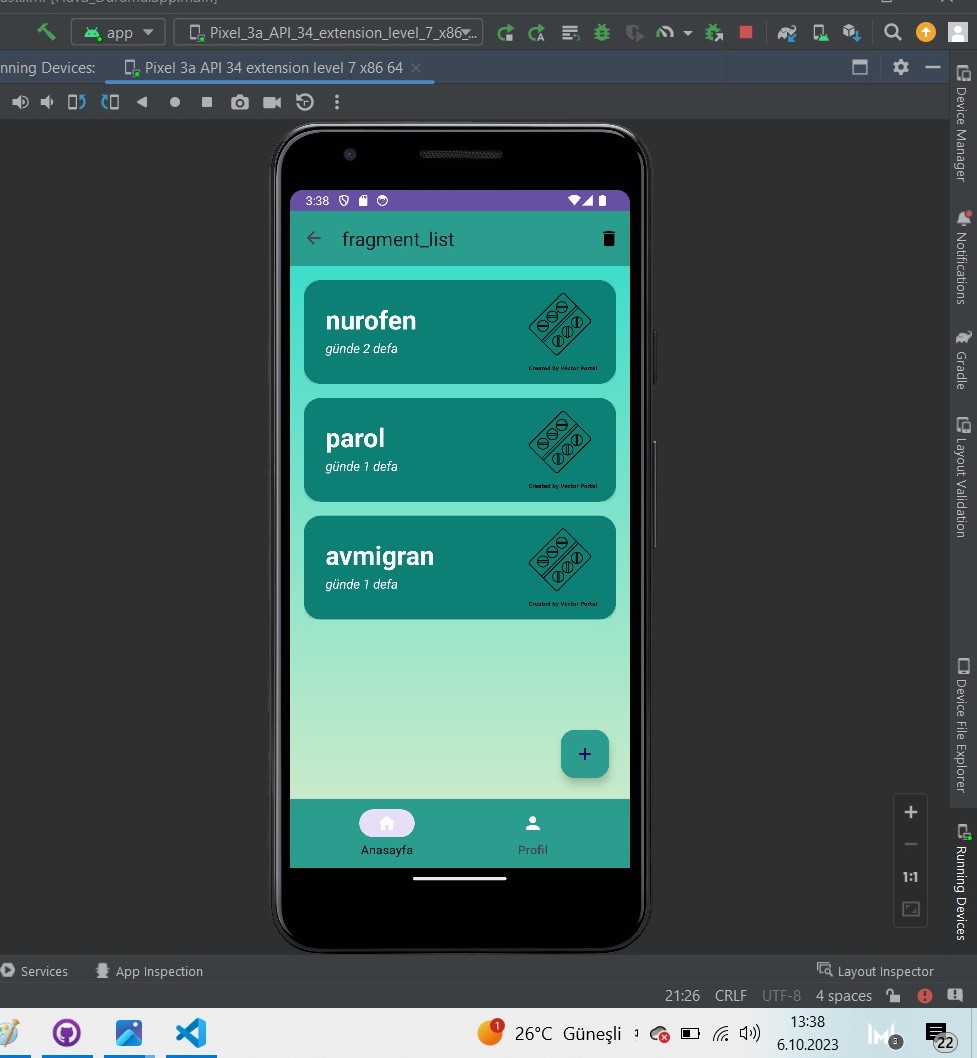 app
Pixel_3a_API_34_extension_level_7_x86...
nning Devices:
Pixel 3a API 34 extension level 7 x86 64
Device Manager
Notifications
Gradle
Layout Validation
Device File Explorer
Running Devices
3:38
fragment_list
nurofen
günde 2 defa
Created by Vector Portal
parol
günde 1 defa
Created by Vector Portal
avmigran
günde 1 defa
Created by Vector Portal
+
Anasayfa
Profil
1:1
Services
App Inspection
Layout Inspector
21:26
CRLF
UTF-8
4 spaces
1
26°C Güneşli
13:38
6.10.2023
3
22